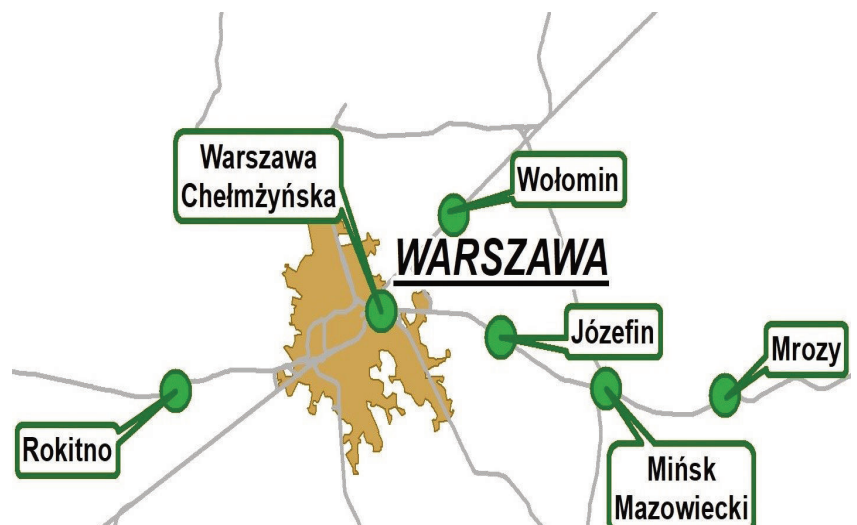 Warszawa
Chełmżyńska
Wołomin
WARSZAWA
Józefin
Mrozy
Rokitno
Mińsk
Mazowiecki